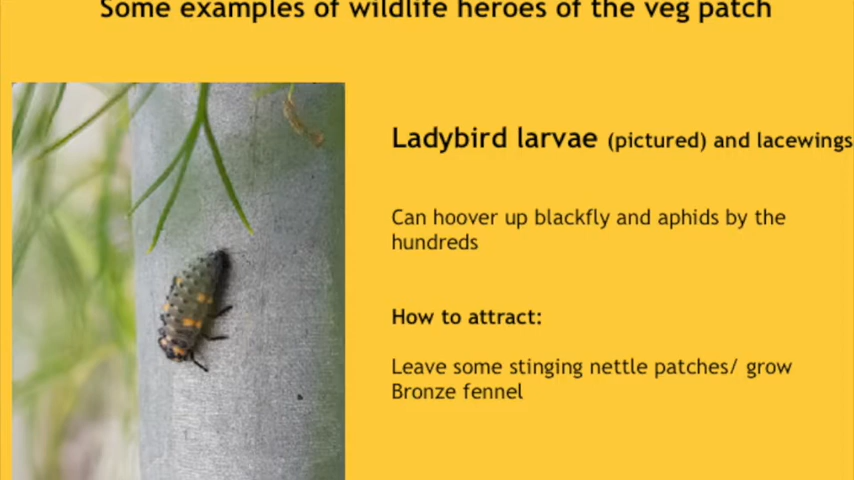 Some examples of wildlife heroes of the veg patch
Ladybird larvae (pictured) and lacewings
Can hoover up blackfly and aphids by the
hundreds
How to attract:
Leave some stinging nettle patches/ grow
Bronze fennel